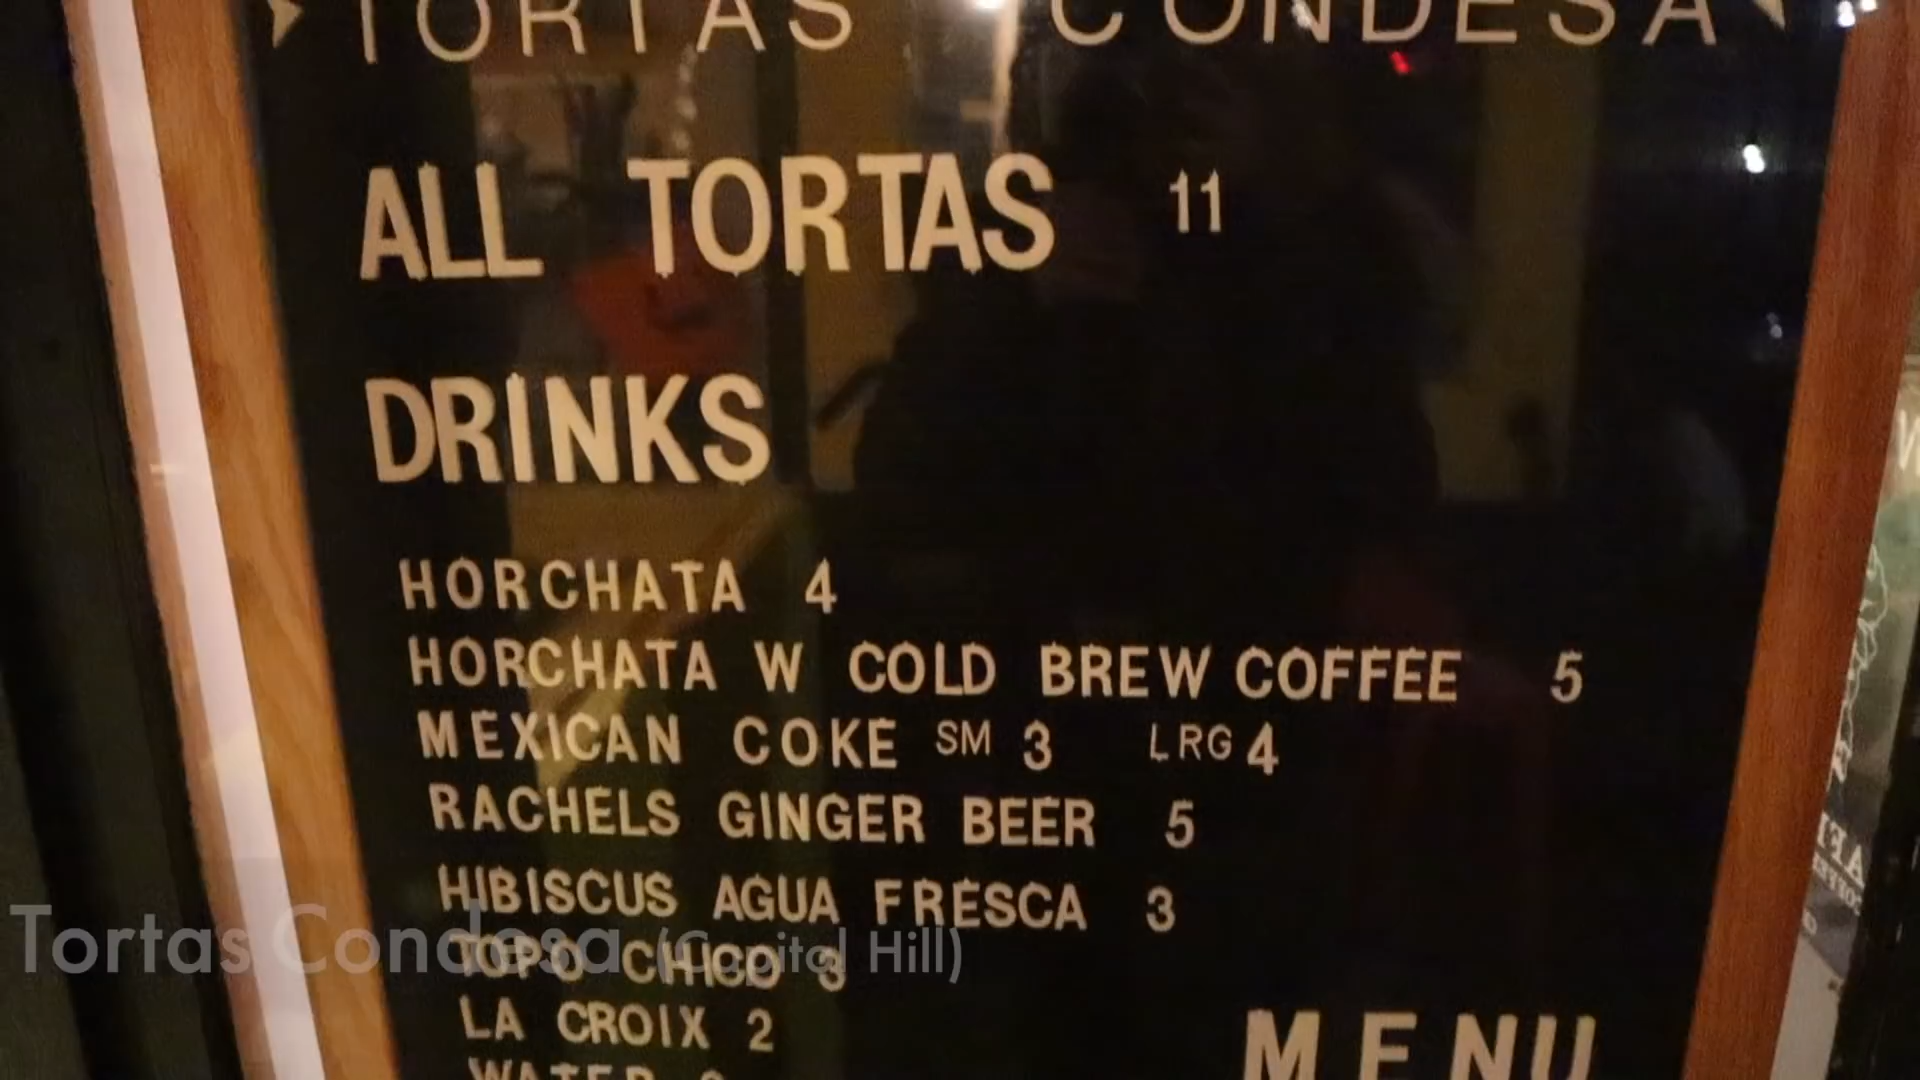 TORTAS CONDESA
ALL TORTAS 11
DRINKS
HORCHATA 4
HORCHATA W COLD BREW COFFEE 5
MEXICAN COKE SM 3 LRG 4
RACHELS GINGER BEER 5
HIBISCUS AGUA FRESCA 3
TOPO CHICO 3
Tortas Condesa (Capitol Hill)
LA CROIX 2
WATER
MENU